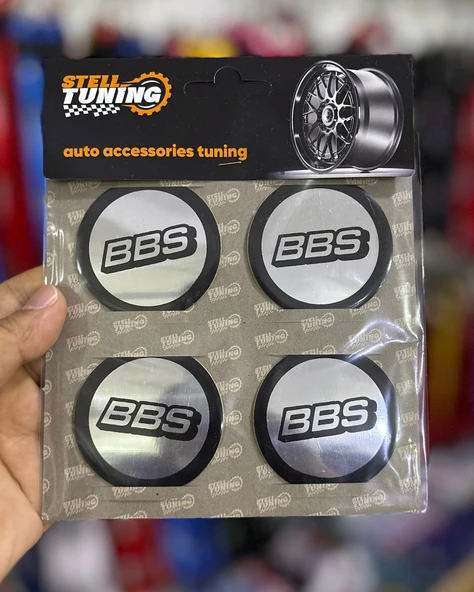 STELL
TUNING
auto accessories tuning
BBS
BBS
BBS
BBS